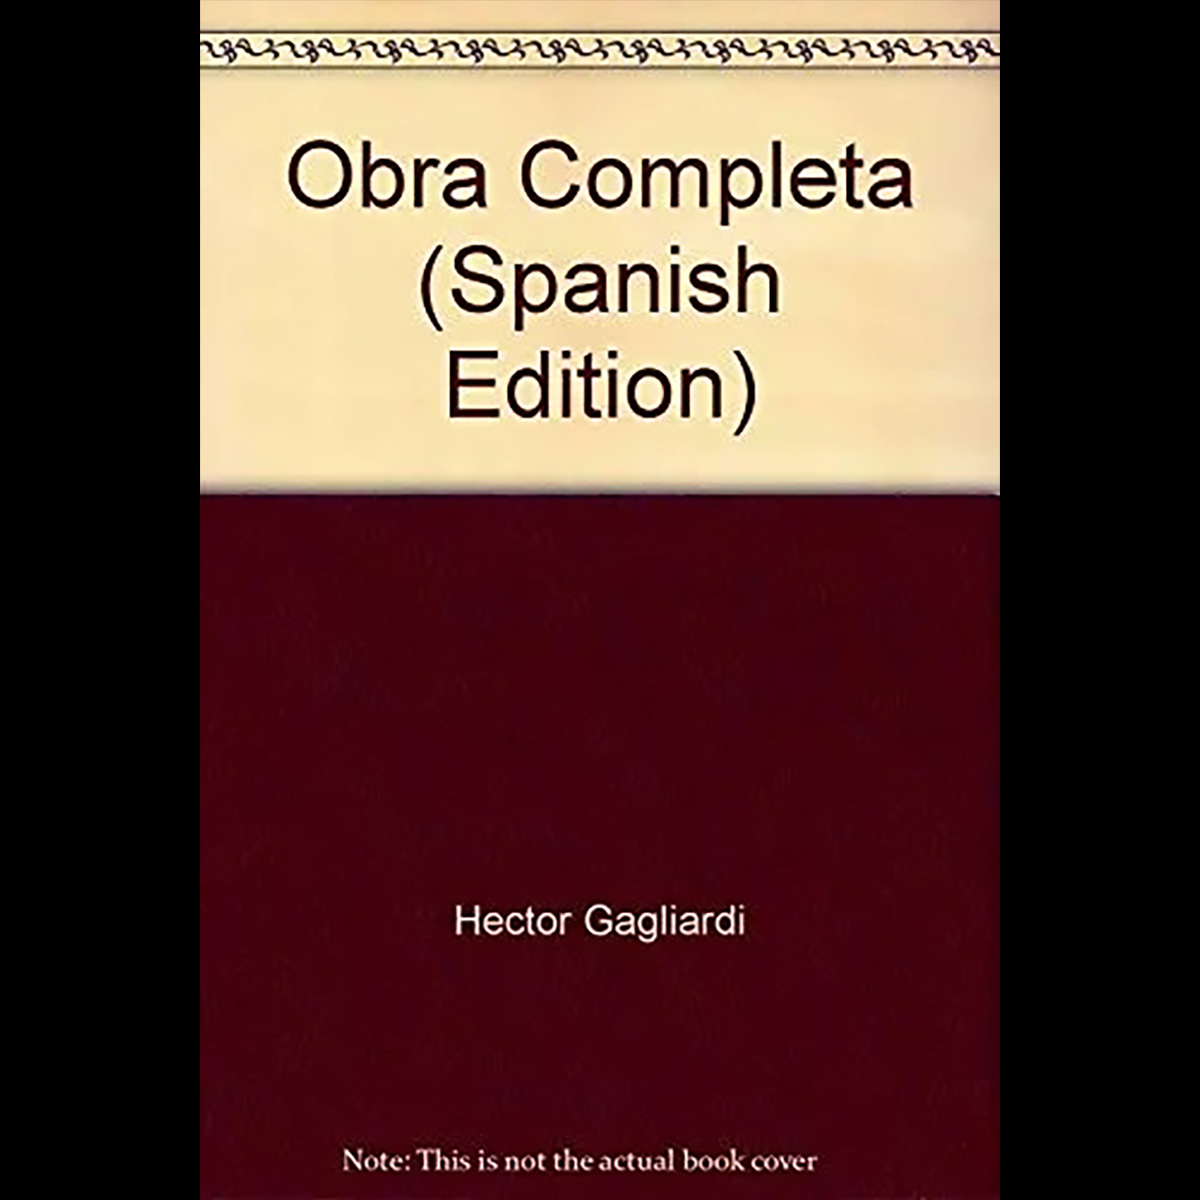 Obra Completa
(Spanish
Edition)
Hector Gagliardi
Note: This is not the actual book cover